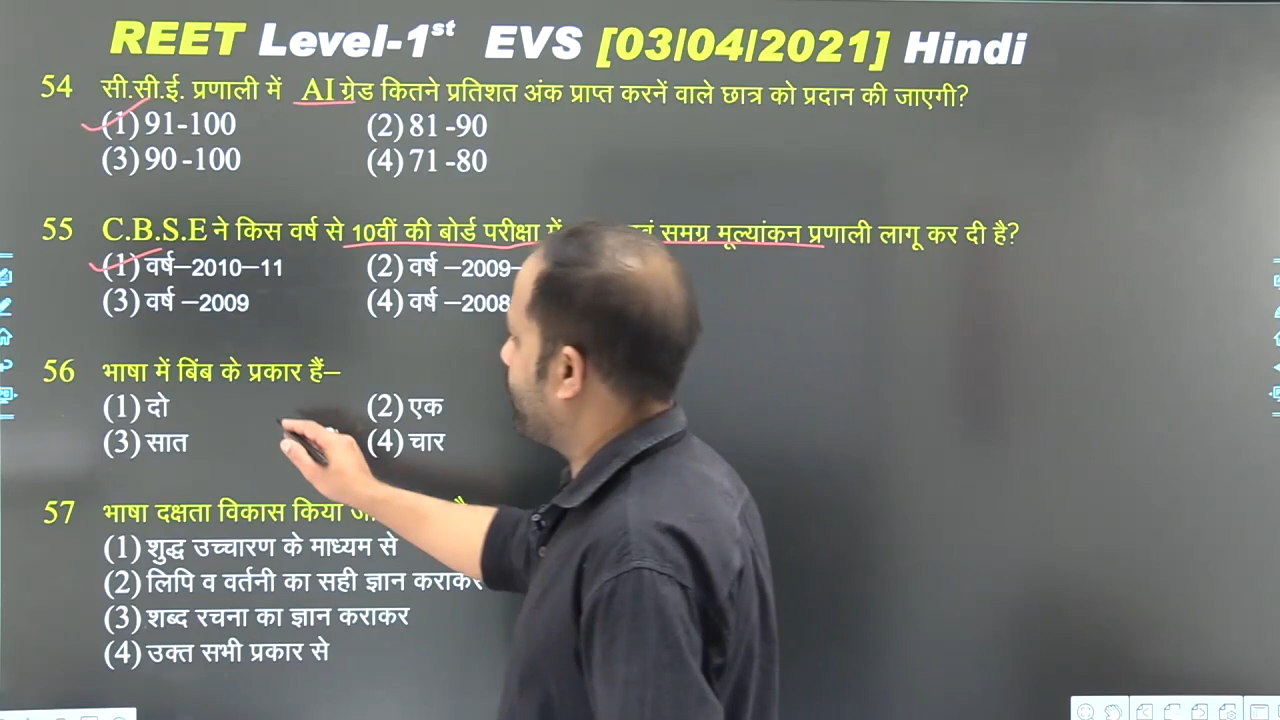 REET Level-1st EVS [03/04/2021] Hindi
54 सी.सी.ई. प्रणाली में AI ग्रेड कितने प्रतिशत अंक प्राप्त करनें वाले छात्र को प्रदान की जाएगी?
(1) 91-100 (2) 81-90
(3) 90-100 (4) 71-80
55 C.B.S.E ने किस वर्ष से 10वीं की बोर्ड परीक्षा में एवं समग्र मूल्यांकन प्रणाली लागू कर दी है?
(1) वर्ष–2010–11 (2) वर्ष –2009–
(3) वर्ष –2009 (4) वर्ष –2008
56 भाषा में बिंब के प्रकार हैं–
(1) दो (2) एक
(3) सात (4) चार
57 भाषा दक्षता विकास किया
(1) शुद्ध उच्चारण के माध्यम से
(2) लिपि व वर्तनी का सही ज्ञान कराकर
(3) शब्द रचना का ज्ञान कराकर
(4) उक्त सभी प्रकार से